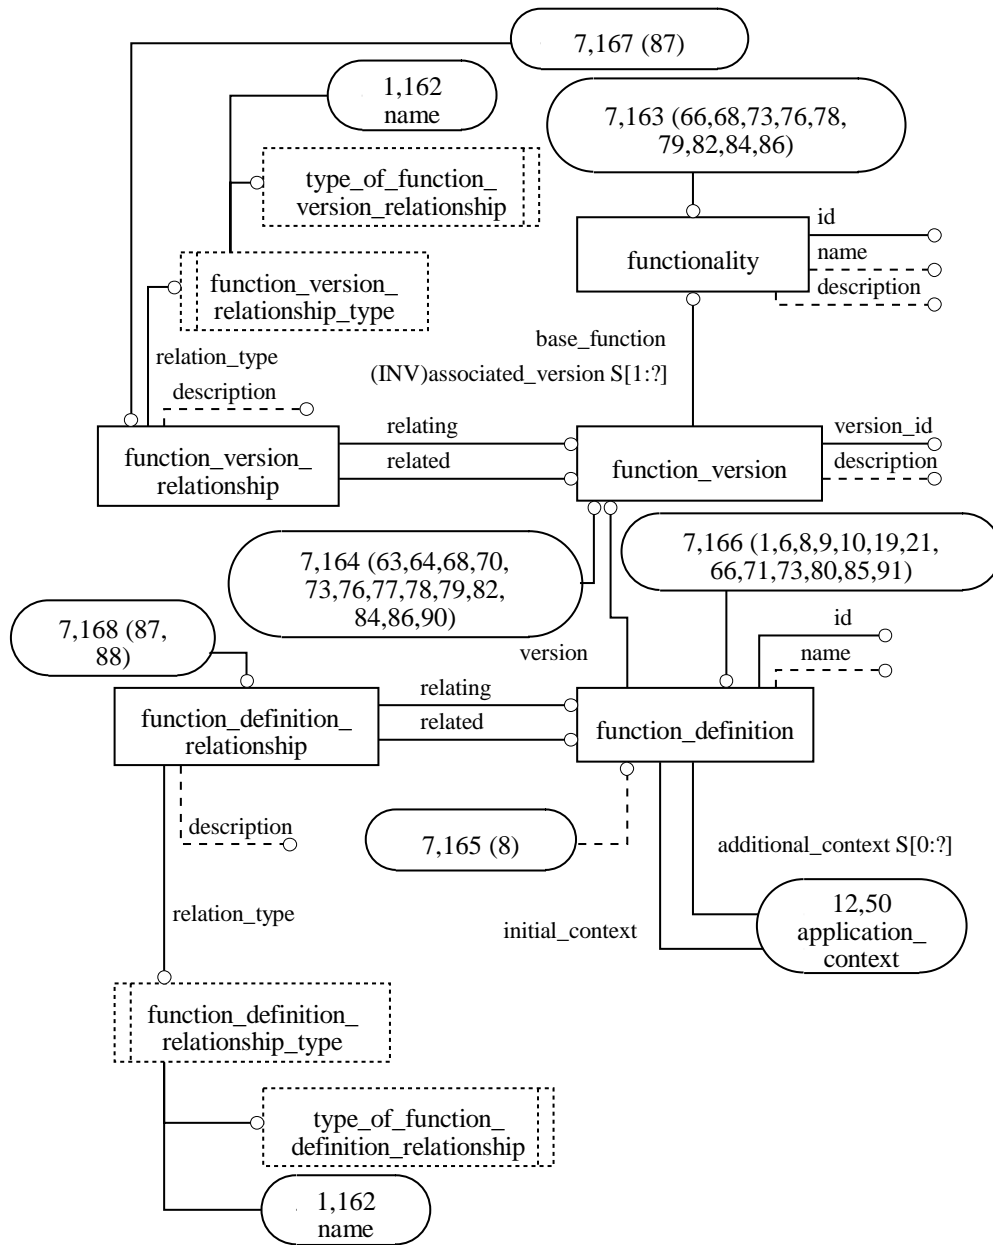 7,167 (87)
1,162
name
7,163 (66,68,73,76,78,
79,82,84,86)
type_of_function_
version_relationship
id
functionality
name
description
function_version_
relationship_type
base_function
(INV)associated_version S[1:?]
relation_type
description
function_version_
relationship
relating
related
function_version
version_id
description
7,164 (63,64,68,70,
73,76,77,78,79,82,
84,86,90)
7,166 (1,6,8,9,10,19,21,
66,71,73,80,85,91)
7,168 (87,
88)
version
id
name
function_definition_
relationship
relating
related
function_definition
description
7,165 (8)
additional_context S[0:?]
relation_type
initial_context
12,50
application_
context
function_definition_
relationship_type
type_of_function_
definition_relationship
1,162
name